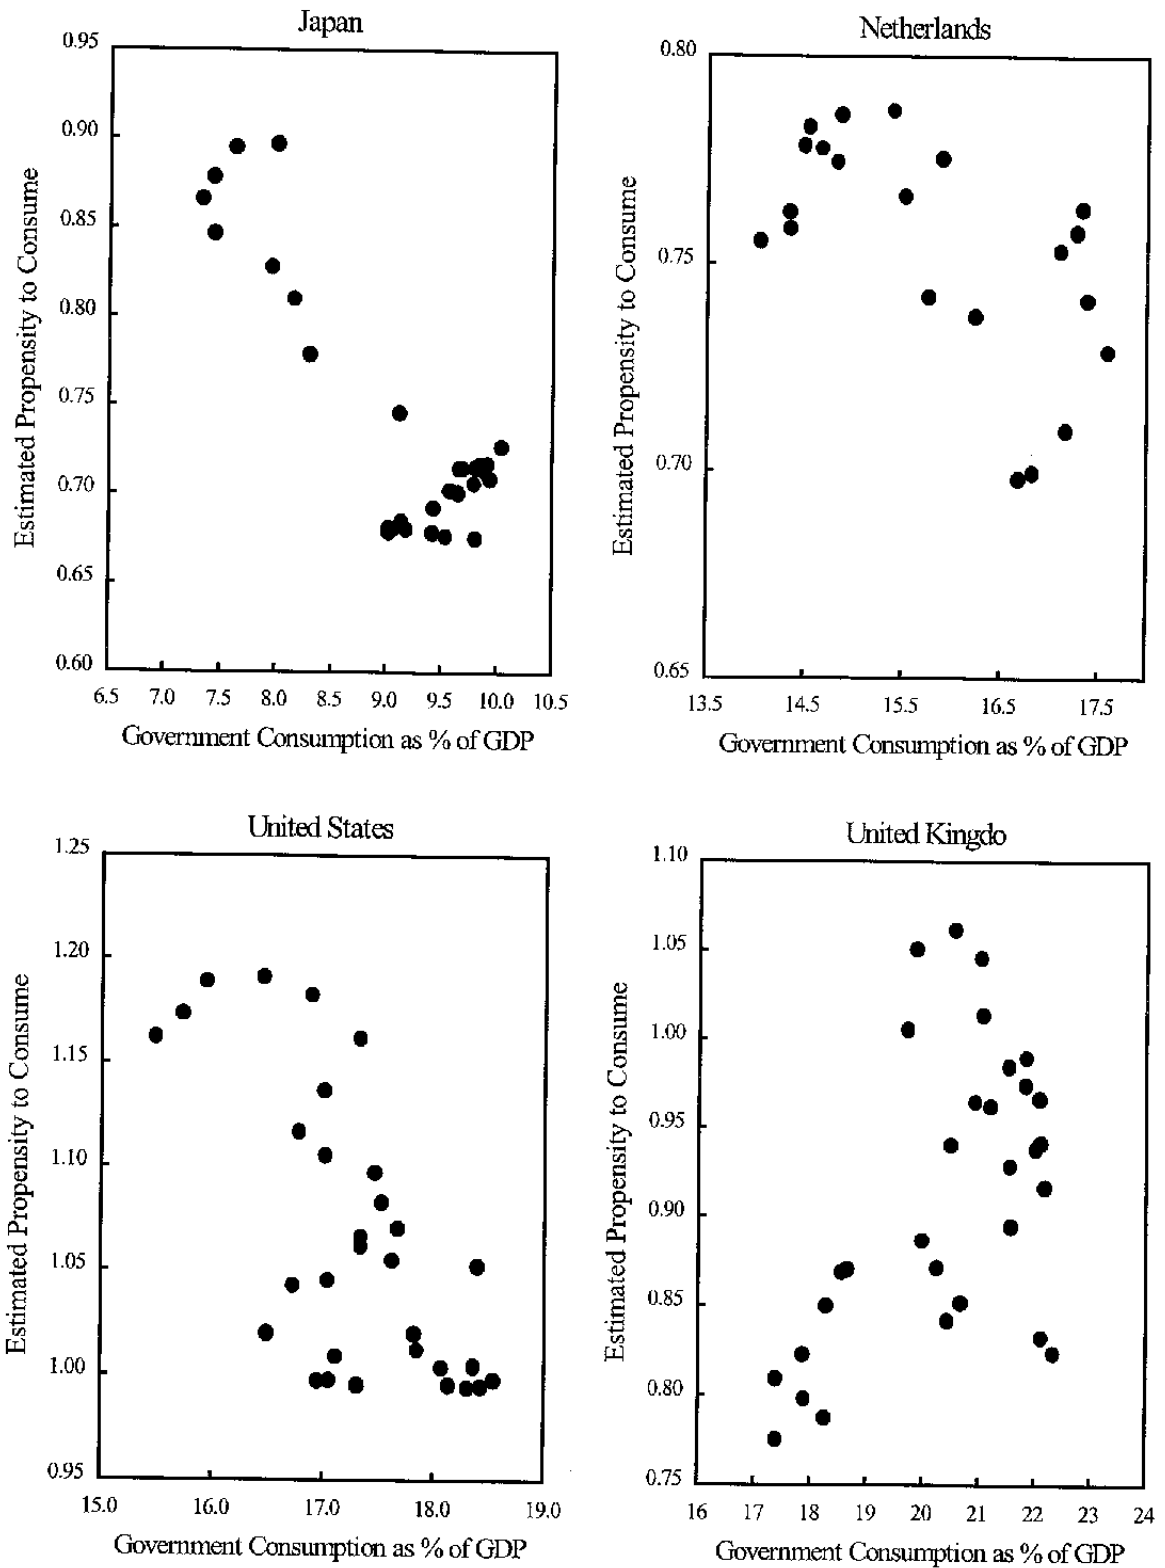 Japan
0.95
0.90
0.85
0.80
0.75
0.70
0.65
0.60
Estimated Propensity to Consume
6.5 7.0 7.5 8.0 8.5 9.0 9.5 10.0 10.5
Government Consumption as % of GDP
Netherlands
0.80
0.75
0.70
0.65
Estimated Propensity to Consume
13.5 14.5 15.5 16.5 17.5
Government Consumption as % of GDP
United States
1.25
1.20
1.15
1.10
1.05
1.00
0.95
Estimated Propensity to Consume
15.0 16.0 17.0 18.0 19.0
Government Consumption as % of GDP
United Kingdo
1.10
1.05
1.00
0.95
0.90
0.85
0.80
0.75
Estimated Propensity to Consume
16 17 18 19 20 21 22 23 24
Government Consumption as % of GDP